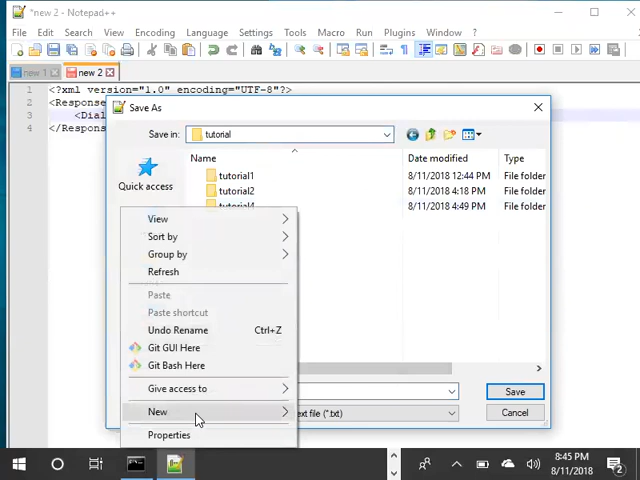 *new 2 - Notepad++
File Edit Search View Encoding Language Settings Tools Macro Run Plugins Window ?
new 1 new 2
1 <?xml version="1.0" encoding="UTF-8"?>
2 <Respons
3 <Dial
4 </Respons
Save As
Save in: tutorial
Quick access
Name Date modified Type
tutorial1 8/11/2018 12:44 PM File folder
tutorial2 8/11/2018 4:18 PM File folder
tutorial4 8/11/2018 4:49 PM File folder
View
Sort by
Group by
Refresh
Paste
Paste shortcut
Undo Rename Ctrl+Z
Git GUI Here
Git Bash Here
Give access to
New
Properties
Save
ext file (*.txt)
Cancel
8:45 PM
8/11/2018
2